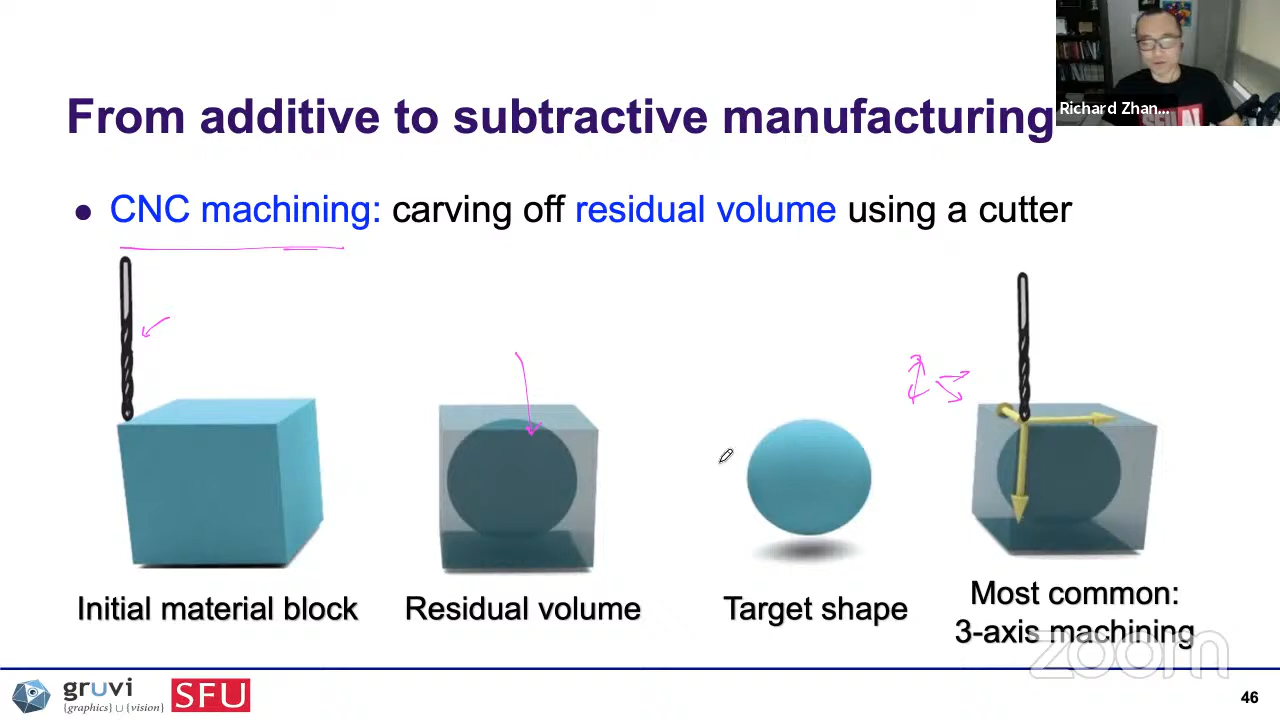 Richard Zhan...
From additive to subtractive manufacturing
● CNC machining: carving off residual volume using a cutter
Initial material block
Residual volume
Target shape
Most common:
3-axis machining
zoom
gruvi
{graphics} ∪ {vision}
SFU
46